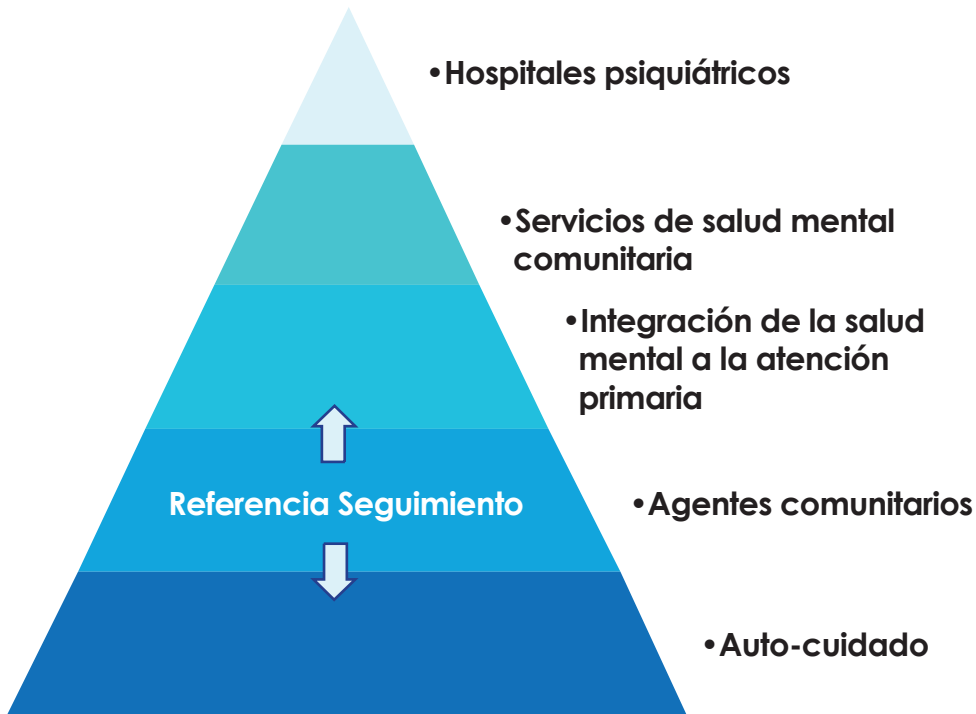 •Hospitales psiquiátricos
•Servicios de salud mental
comunitaria
•Integración de la salud
mental a la atención
primaria
Referencia Seguimiento
•Agentes comunitarios
•Auto-cuidado